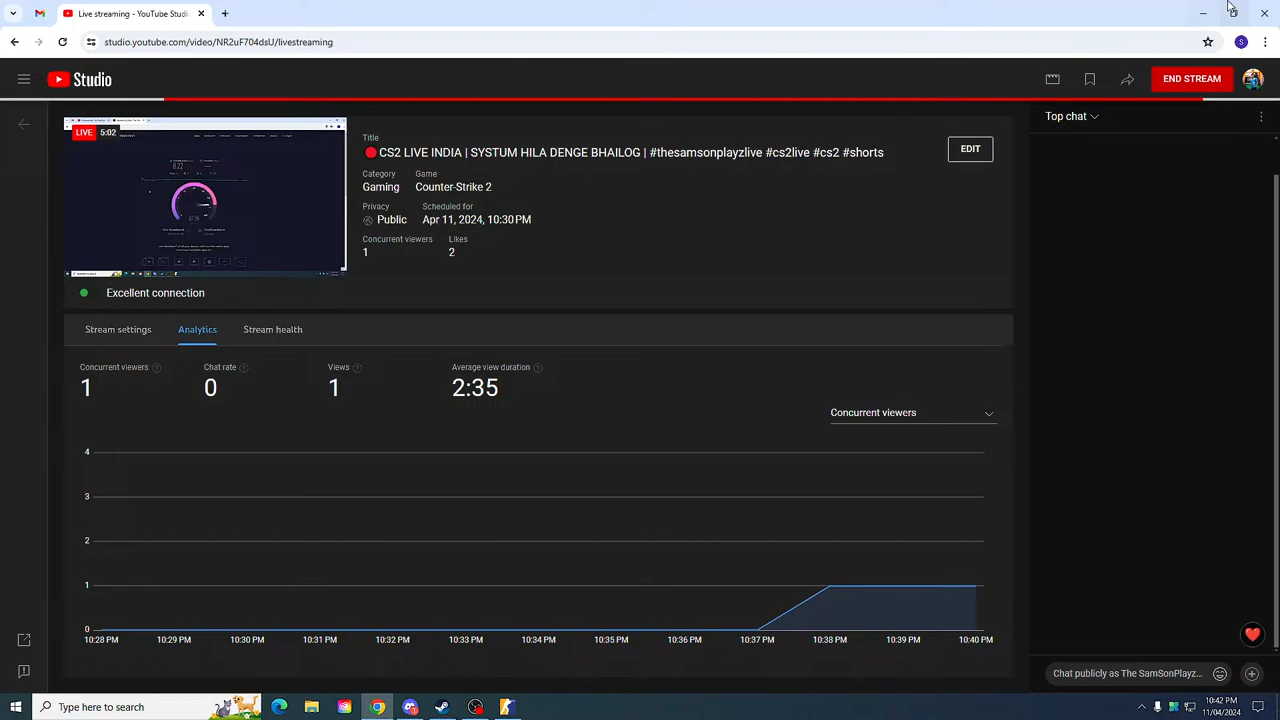 Live streaming - YouTube Studi
studio.youtube.com/video/NR2uF704dsU/livestreaming
Studio
END STREAM
LIVE 5:02
Title
CS2 LIVE INDIA | SYSTUM HILA DENGE BHAILOG | #thesamsonplayzlive #cs2live #cs2 #shorts
EDIT
Category Game
Gaming Counter-Strike 2
Privacy Scheduled for
Public Apr 11, 2024, 10:30 PM
Concurrent viewers Likes
1 2
Excellent connection
Stream settings Analytics Stream health
Concurrent viewers Chat rate Views Average view duration
1 0 1 2:35
Concurrent viewers
4
3
2
1
0
10:28 PM 10:29 PM 10:30 PM 10:31 PM 10:32 PM 10:33 PM 10:34 PM 10:35 PM 10:36 PM 10:37 PM 10:38 PM 10:39 PM 10:40 PM
Top chat
Chat publicly as The SamSonPlayz...
Type here to search
10:42 PM
11/04/2024